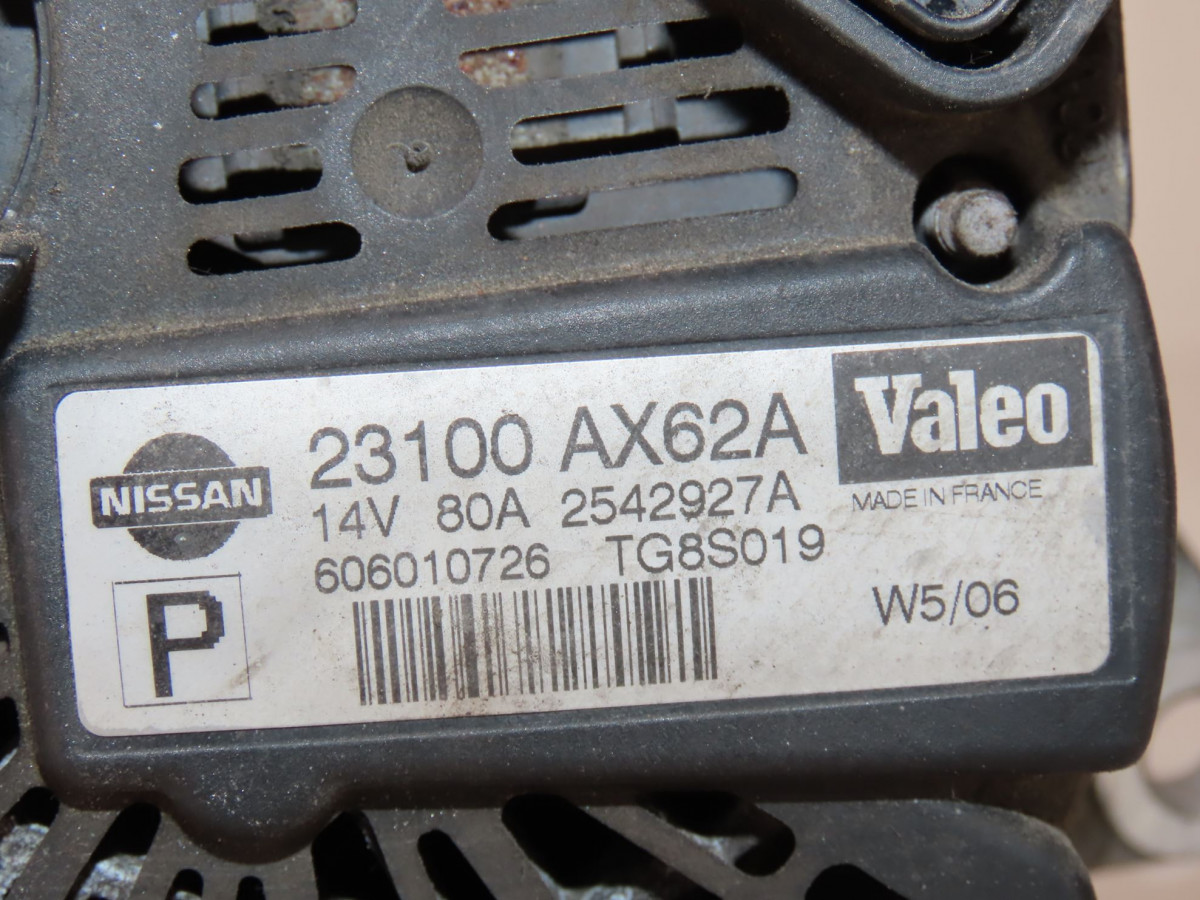 23100 AX62A
Valeo
NISSAN
14V 80A 2542927A
MADE IN FRANCE
606010726 TG8S019
P
W5/06